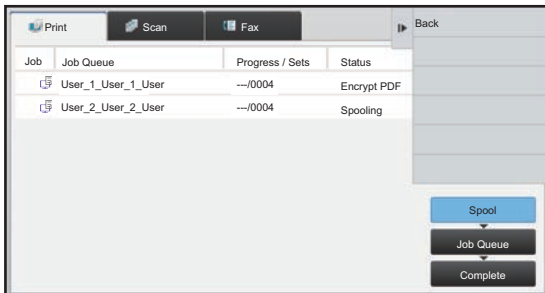 Print Scan Fax Back
Job Job Queue Progress / Sets Status
User_1_User_1_User ---/0004 Encrypt PDF
User_2_User_2_User ---/0004 Spooling
Spool
Job Queue
Complete